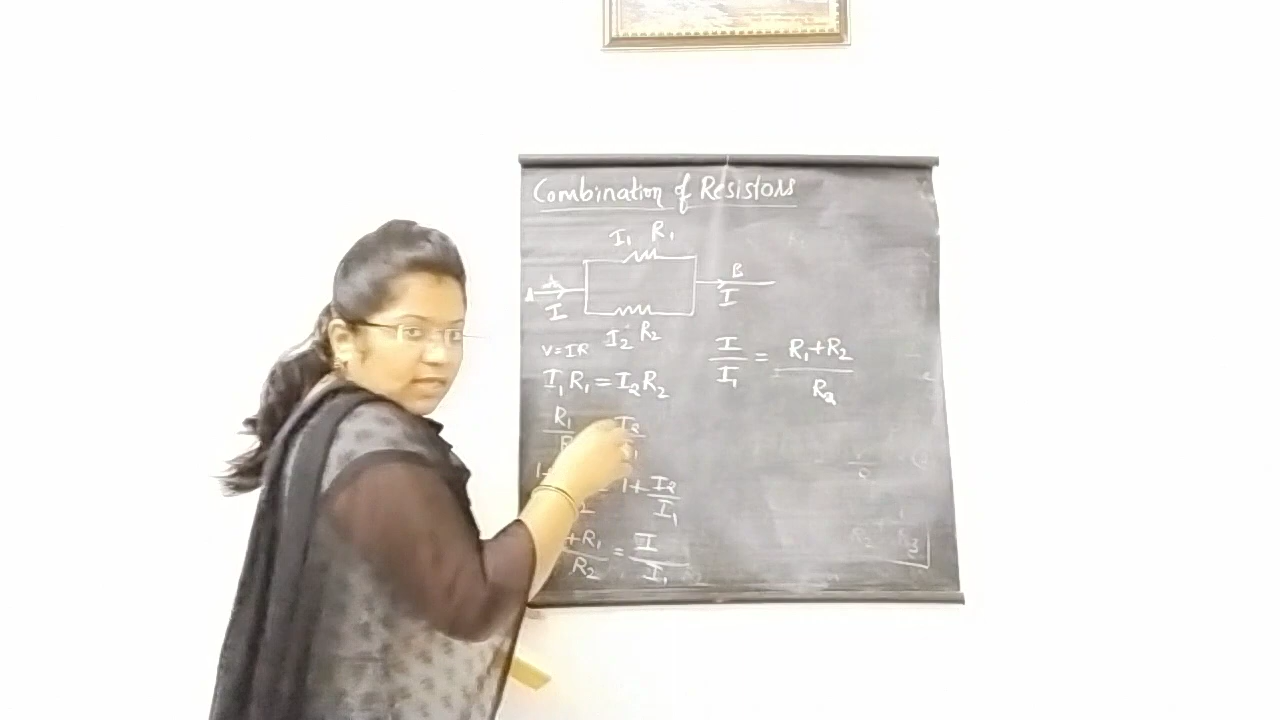 Combination of Resistors
I₁ R₁
A B
I I
I₂ R₂
V=IR
I₁R₁ = I₂R₂
R₁ I₂
1 + I₂/I₁
+R₁/R₂ = I/I₁
I/I₁ = (R₁+R₂)/R₂